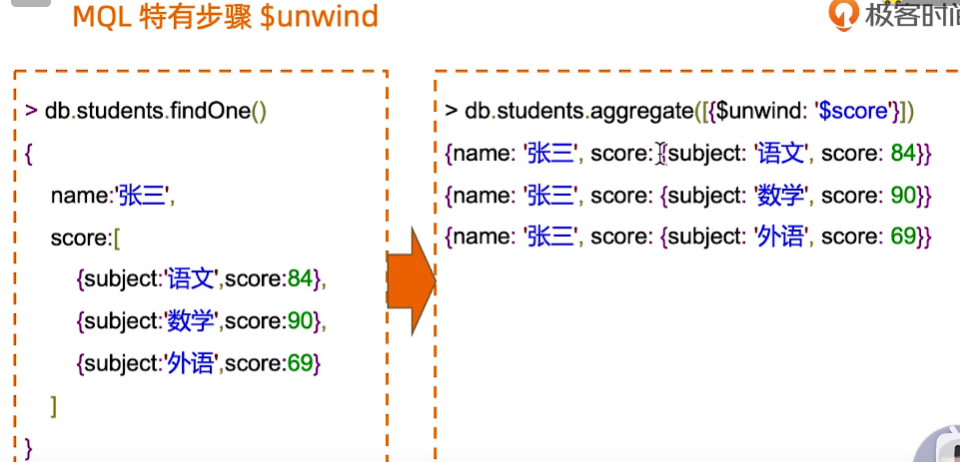 MQL 特有步骤 $unwind
极客时间
> db.students.findOne()
{
name:'张三',
score:[
{subject:'语文',score:84},
{subject:'数学',score:90},
{subject:'外语',score:69}
]
}
> db.students.aggregate([{$unwind: '$score'}])
{name: '张三', score: {subject: '语文', score: 84}}
{name: '张三', score: {subject: '数学', score: 90}}
{name: '张三', score: {subject: '外语', score: 69}}